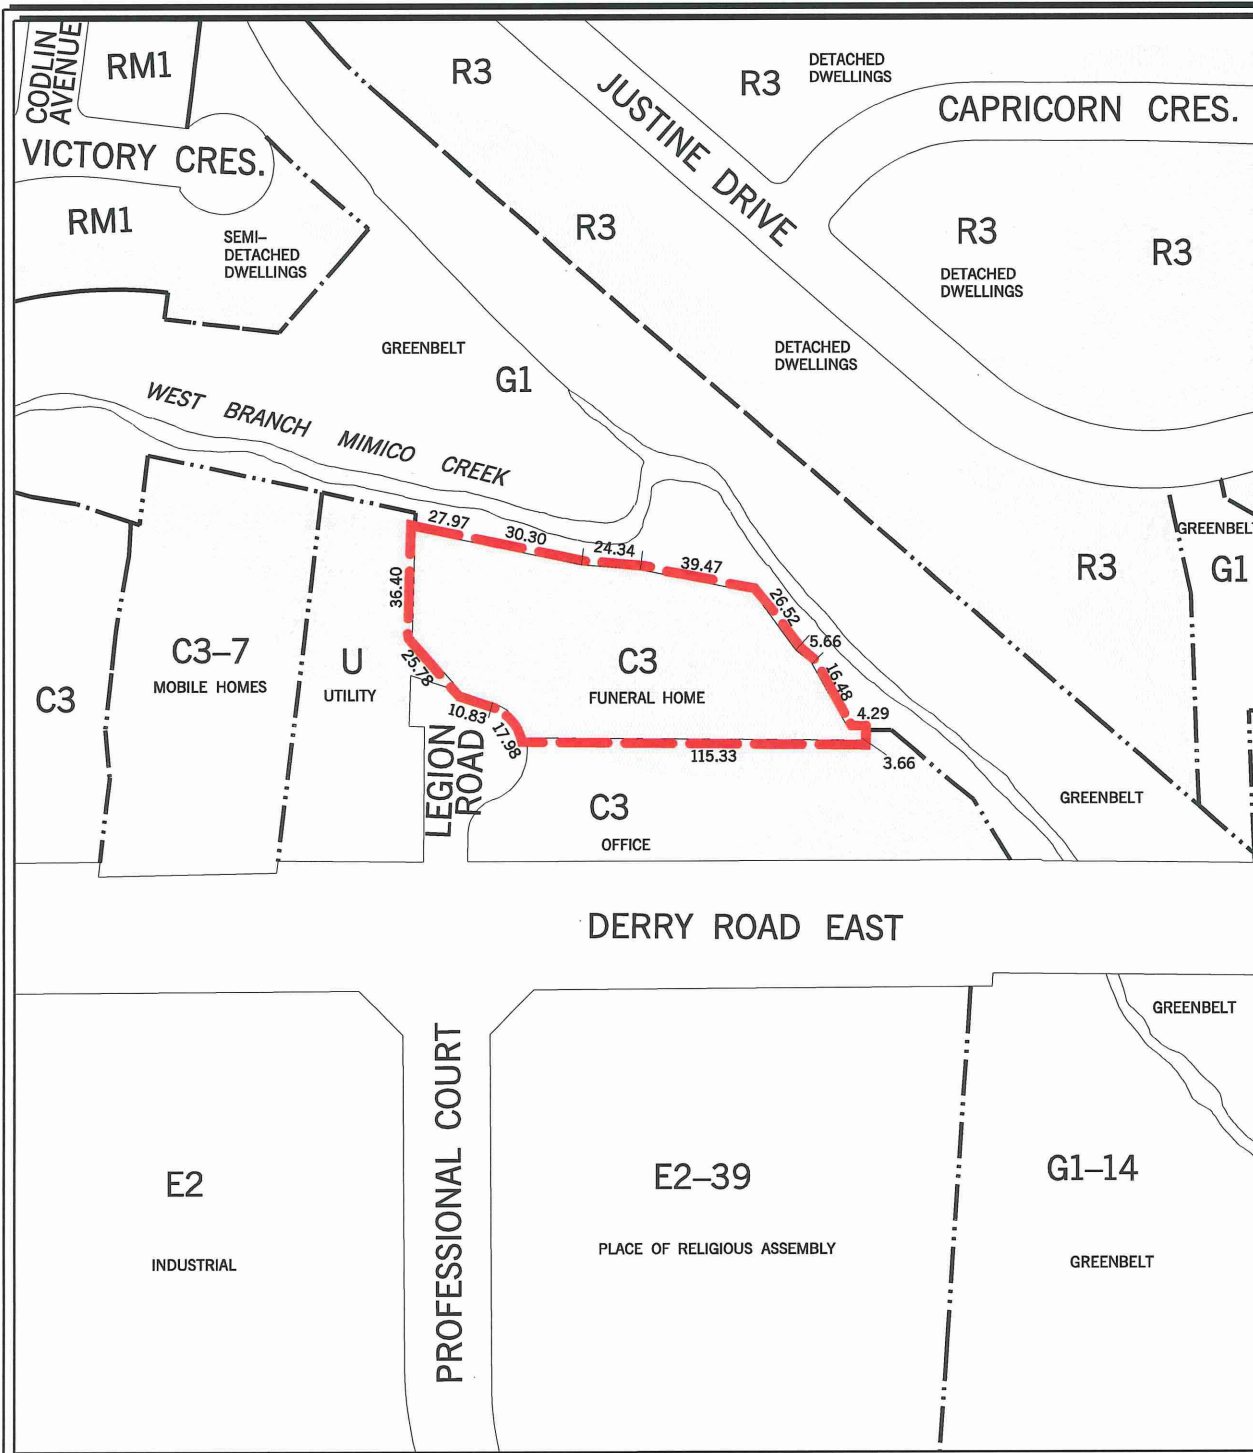 CODLIN
AVENUE
RM1
R3
R3
DETACHED
DWELLINGS
JUSTINE DRIVE
CAPRICORN CRES.
VICTORY CRES.
RM1
SEMI–
DETACHED
DWELLINGS
R3
R3
DETACHED
DWELLINGS
R3
DETACHED
DWELLINGS
GREENBELT
G1
WEST BRANCH MIMICO CREEK
27.97
30.30
24.34
39.47
26.52
5.66
16.48
4.29
3.66
115.33
17.98
10.83
25.78
36.40
GREENBELT
G1
R3
C3
C3–7
MOBILE HOMES
U
UTILITY
C3
FUNERAL HOME
LEGION
ROAD
C3
OFFICE
GREENBELT
DERRY ROAD EAST
GREENBELT
PROFESSIONAL COURT
E2
INDUSTRIAL
E2–39
PLACE OF RELIGIOUS ASSEMBLY
G1–14
GREENBELT